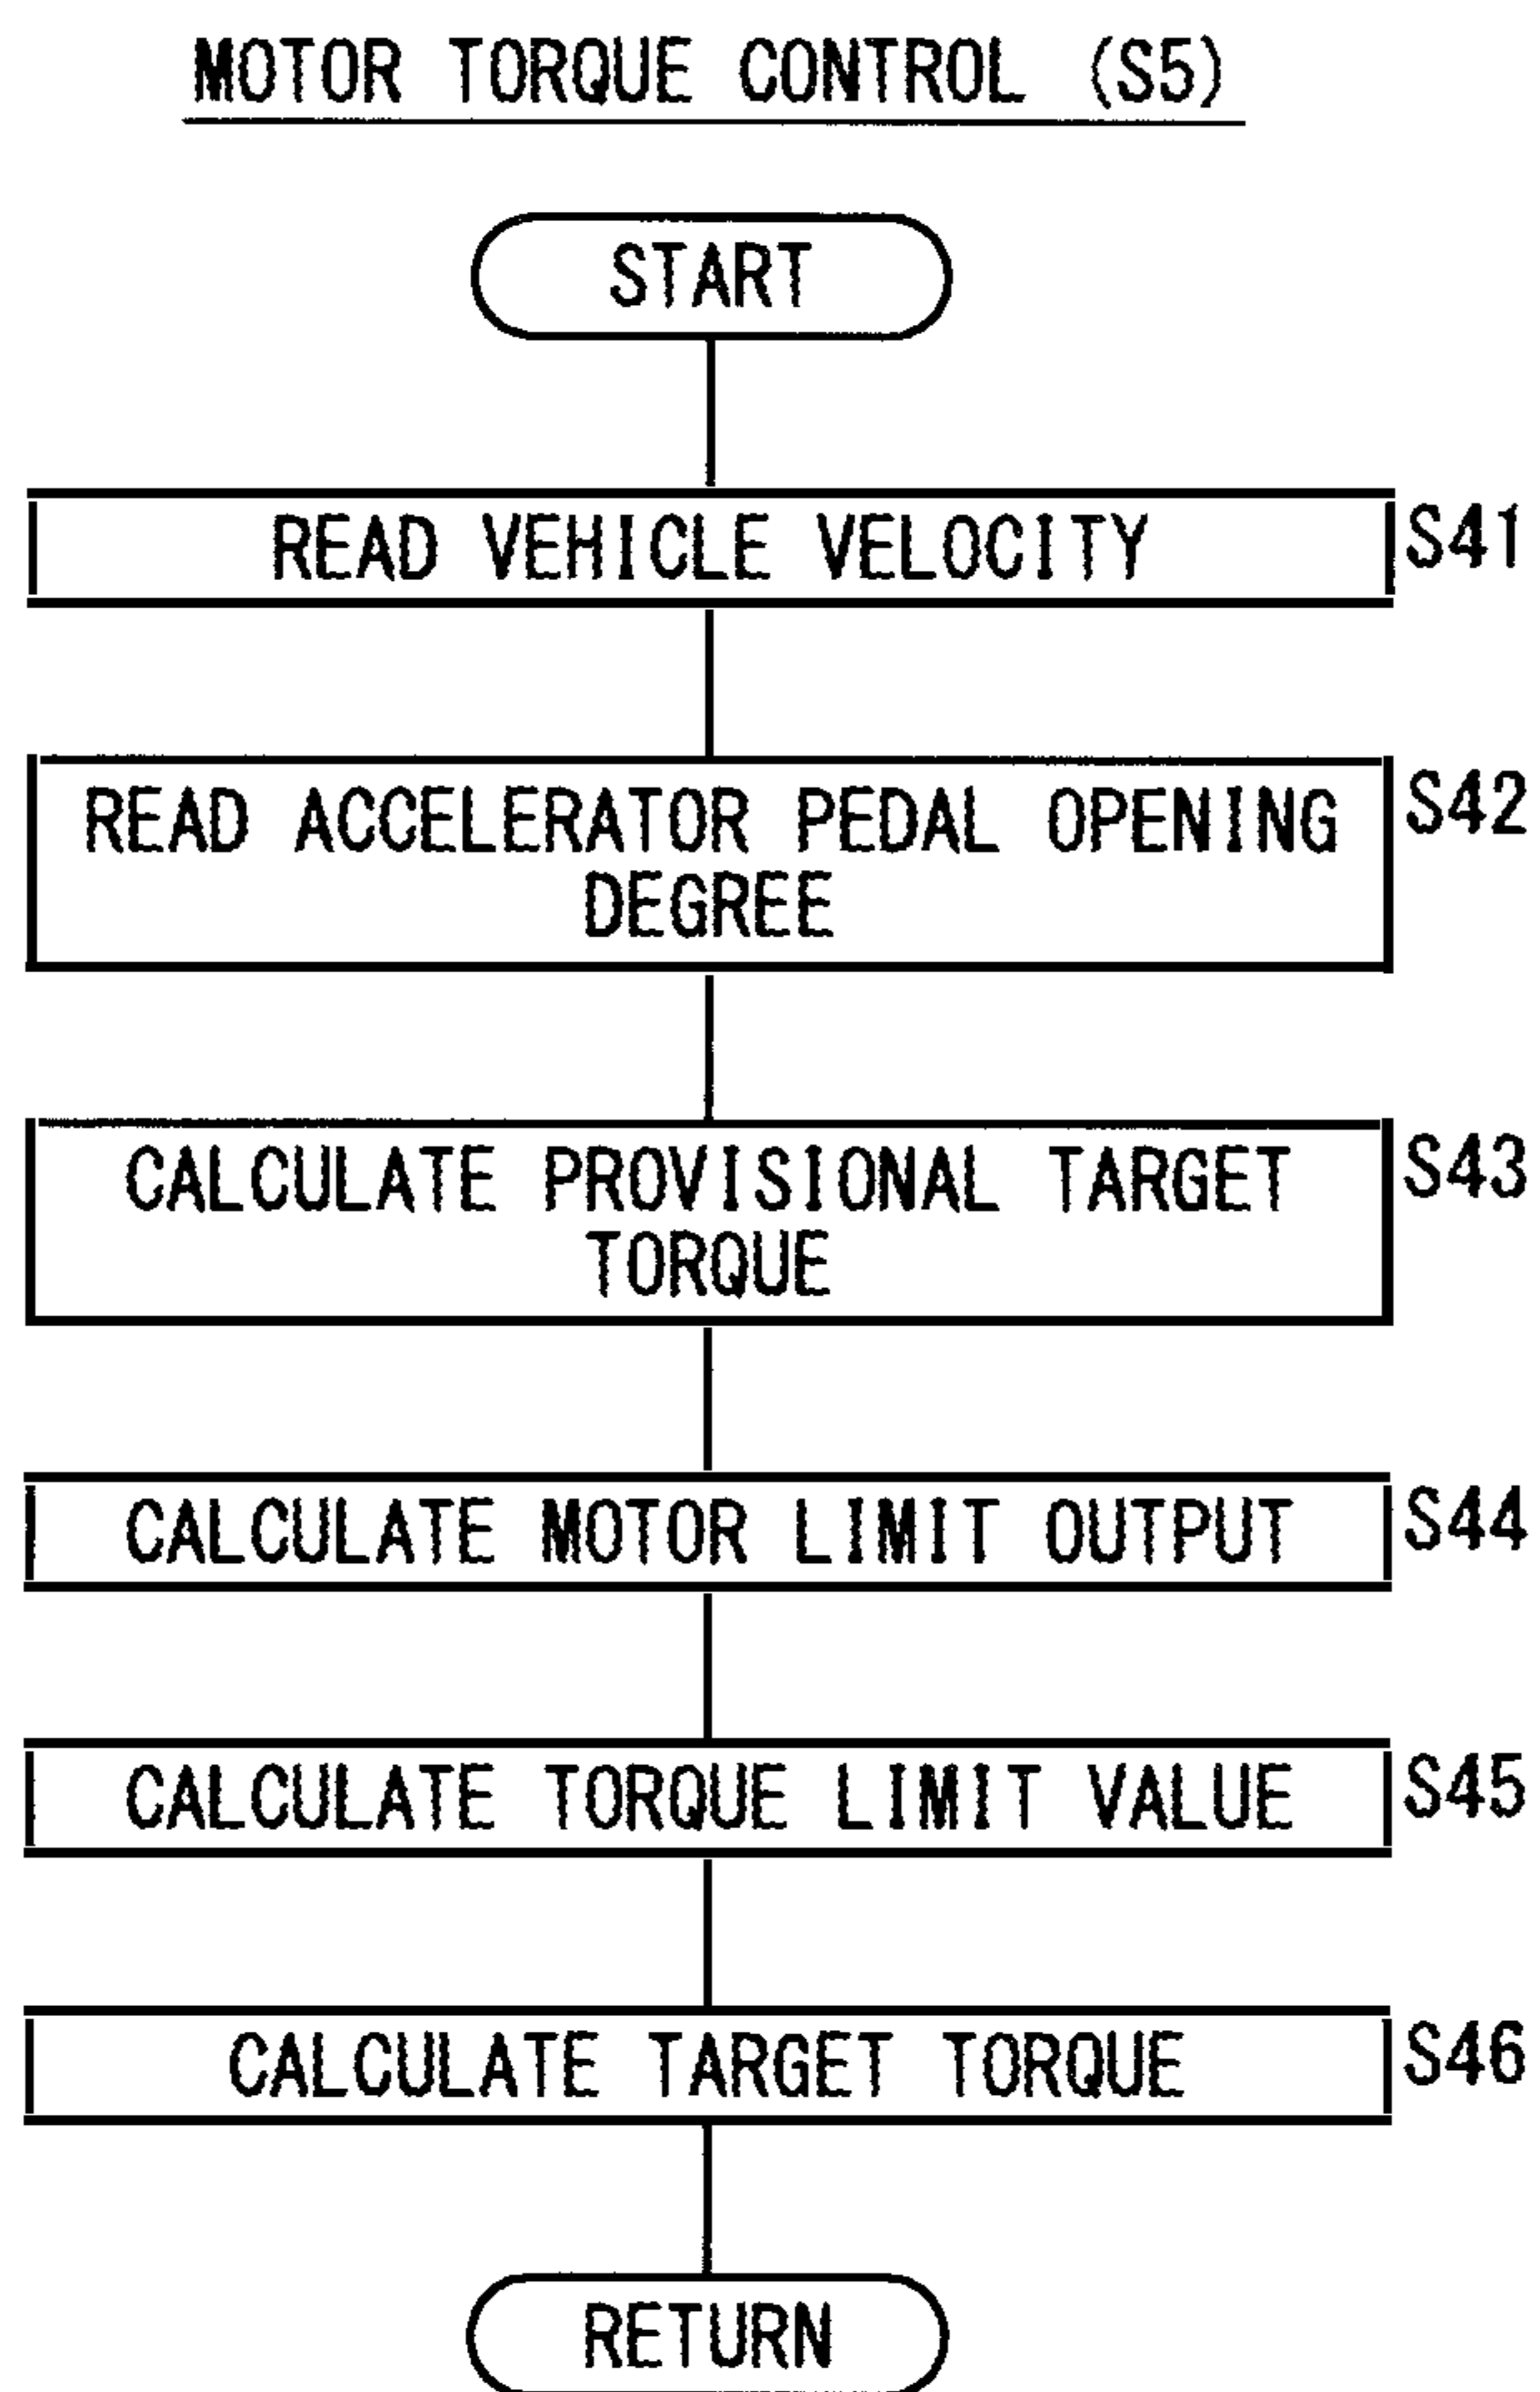 MOTOR TORQUE CONTROL (S5)
START
READ VEHICLE VELOCITY
S41
READ ACCELERATOR PEDAL OPENING
DEGREE
S42
CALCULATE PROVISIONAL TARGET
TORQUE
S43
CALCULATE MOTOR LIMIT OUTPUT
S44
CALCULATE TORQUE LIMIT VALUE
S45
CALCULATE TARGET TORQUE
S46
RETURN